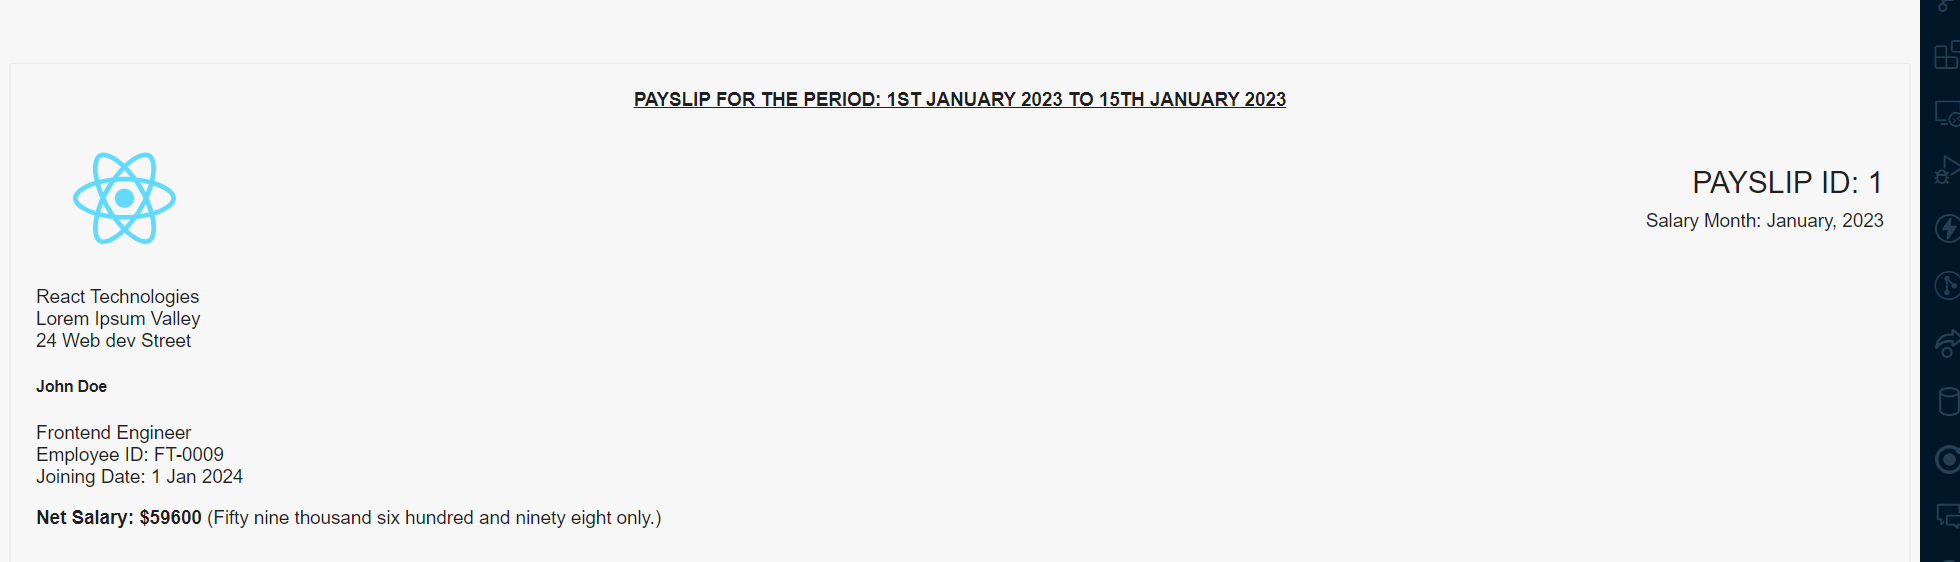 PAYSLIP FOR THE PERIOD: 1ST JANUARY 2023 TO 15TH JANUARY 2023
PAYSLIP ID: 1
Salary Month: January, 2023
React Technologies
Lorem Ipsum Valley
24 Web dev Street
John Doe
Frontend Engineer
Employee ID: FT-0009
Joining Date: 1 Jan 2024
Net Salary: $59600 (Fifty nine thousand six hundred and ninety eight only.)